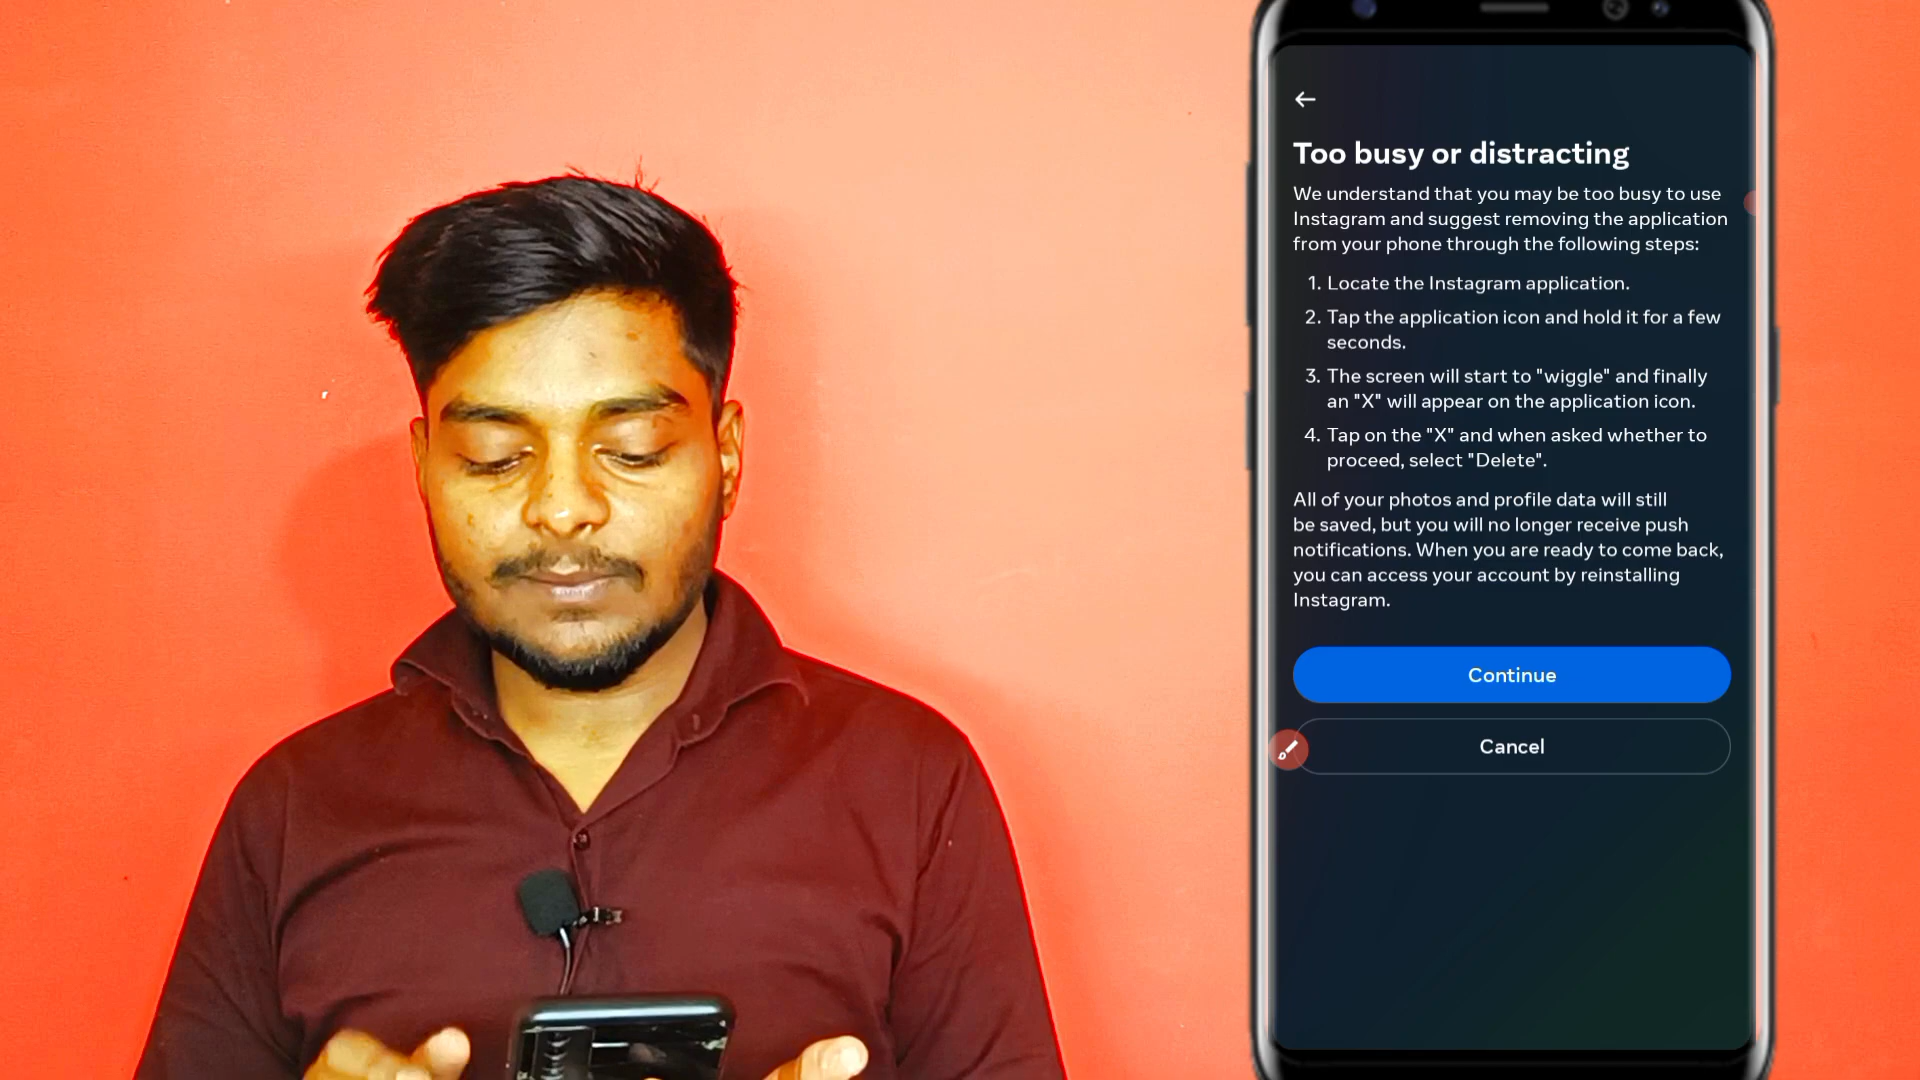 Too busy or distracting
We understand that you may be too busy to use
Instagram and suggest removing the application
from your phone through the following steps:
1. Locate the Instagram application.
2. Tap the application icon and hold it for a few
seconds.
3. The screen will start to "wiggle" and finally
an "X" will appear on the application icon.
4. Tap on the "X" and when asked whether to
proceed, select "Delete".
All of your photos and profile data will still
be saved, but you will no longer receive push
notifications. When you are ready to come back,
you can access your account by reinstalling
Instagram.
Continue
Cancel